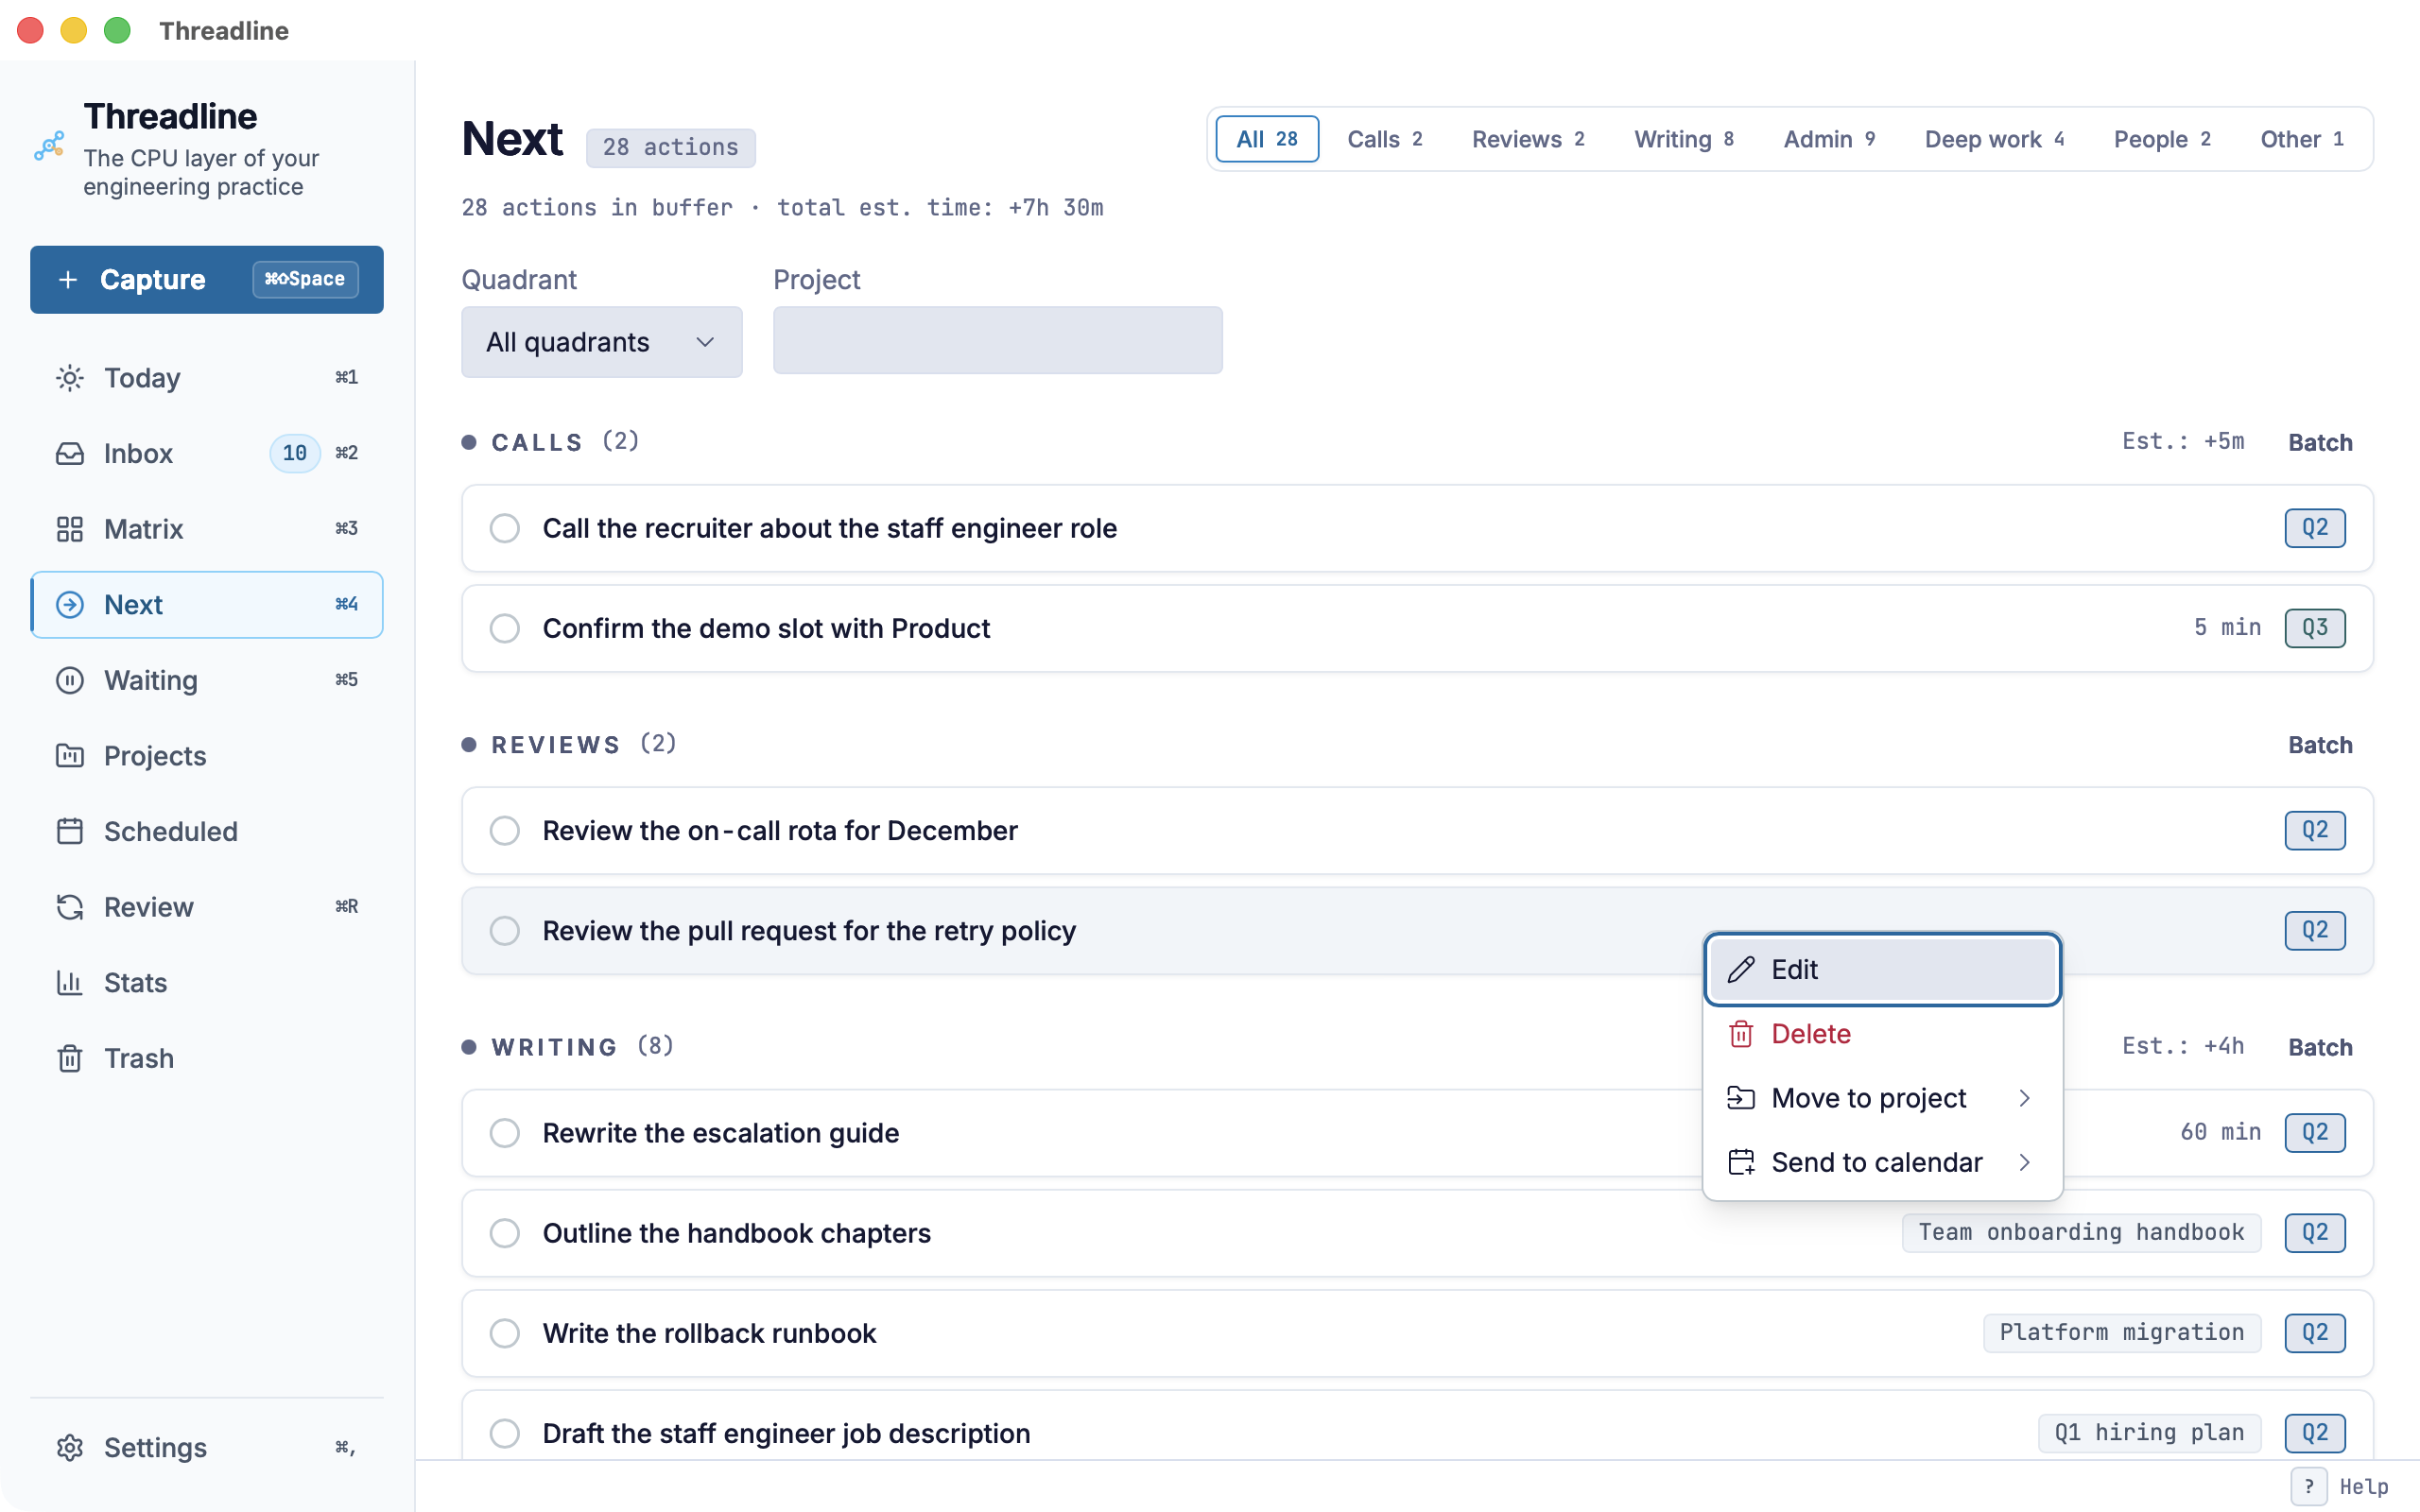 Threadline
Threadline
The CPU layer of your
engineering practice
+ Capture ⌘⇧Space
Today ⌘1
Inbox 10 ⌘2
Matrix ⌘3
Next ⌘4
Waiting ⌘5
Projects
Scheduled
Review ⌘R
Stats
Trash
Settings ⌘,
Next 28 actions
All 28 Calls 2 Reviews 2 Writing 8 Admin 9 Deep work 4 People 2 Other 1
28 actions in buffer · total est. time: +7h 30m
Quadrant Project
All quadrants
CALLS (2) Est.: +5m Batch
Call the recruiter about the staff engineer role Q2
Confirm the demo slot with Product 5 min Q3
REVIEWS (2) Batch
Review the on-call rota for December Q2
Review the pull request for the retry policy Q2
Edit
Delete
Move to project
Send to calendar
WRITING (8) Est.: +4h Batch
Rewrite the escalation guide 60 min Q2
Outline the handbook chapters Team onboarding handbook Q2
Write the rollback runbook Platform migration Q2
Draft the staff engineer job description Q1 hiring plan Q2
? Help